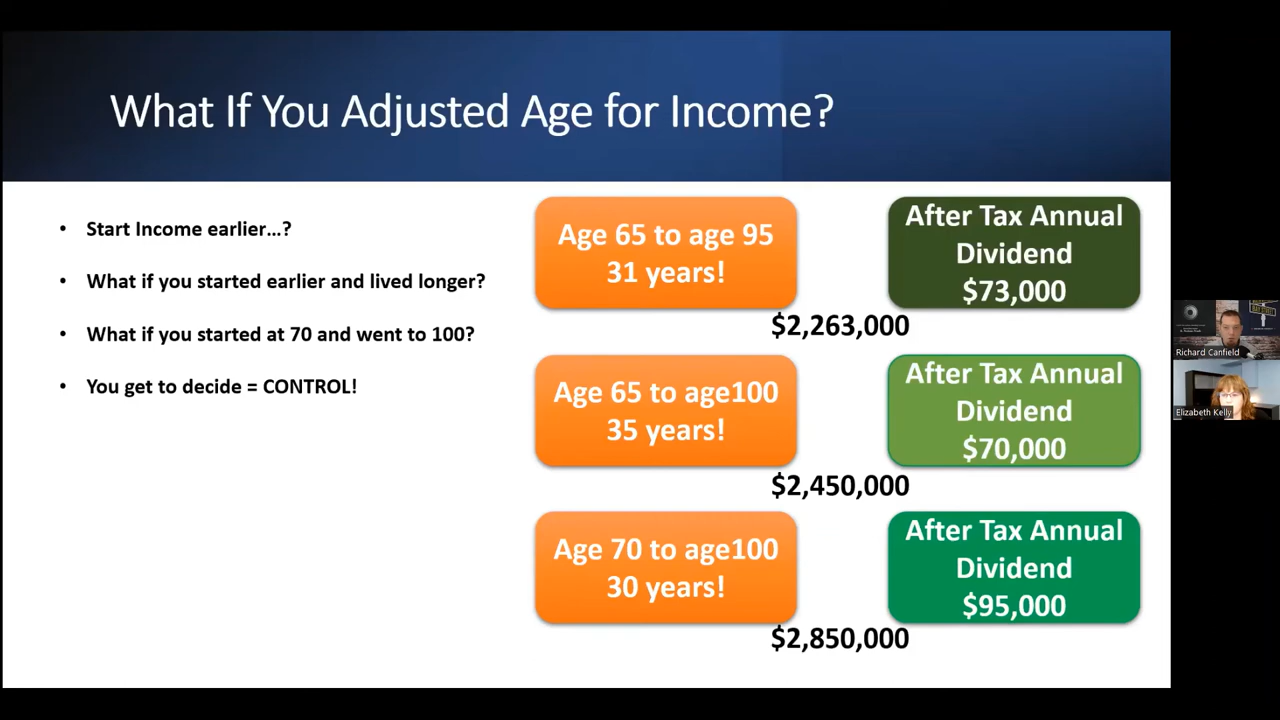 What If You Adjusted Age for Income?
• Start Income earlier...?
• What if you started earlier and lived longer?
• What if you started at 70 and went to 100?
• You get to decide = CONTROL!
Age 65 to age 95
31 years!
After Tax Annual
Dividend
$73,000
$2,263,000
Age 65 to age100
35 years!
After Tax Annual
Dividend
$70,000
$2,450,000
Age 70 to age100
30 years!
After Tax Annual
Dividend
$95,000
$2,850,000
Richard Canfield
Elizabeth Kelly